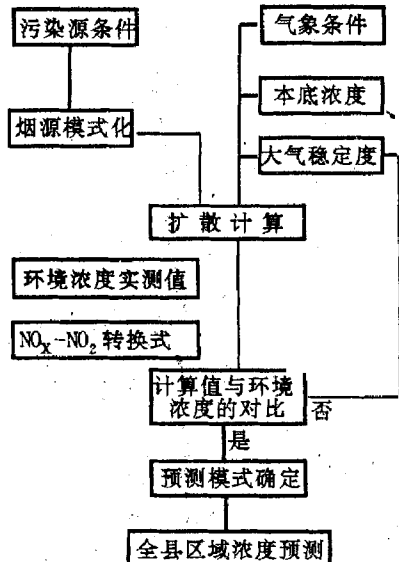 污染源条件
气象条件
本底浓度
烟源模式化
大气稳定度
扩散计算
环境浓度实测值
NOx-NO2转换式
计算值与环境
浓度的对比
否
是
预测模式确定
全县区域浓度预测